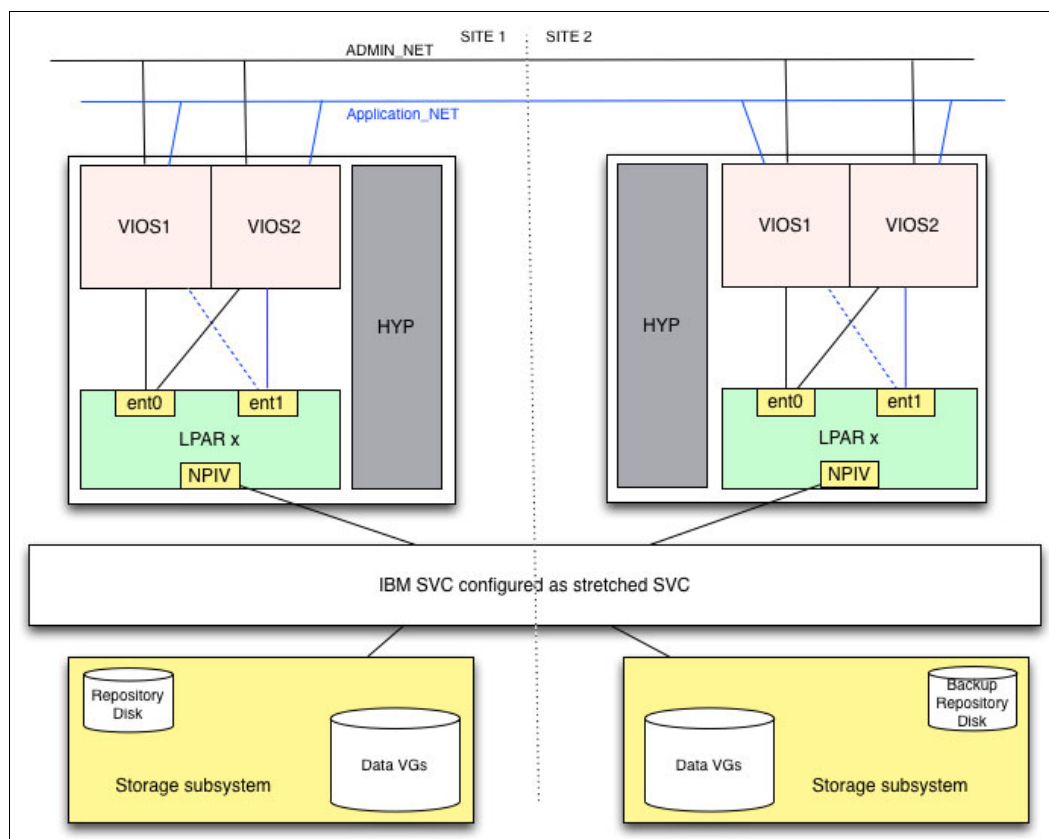 SITE 1
SITE 2
ADMIN_NET
Application_NET
VIOS1
VIOS2
HYP
ent0
ent1
LPAR x
NPIV
HYP
VIOS1
VIOS2
ent0
ent1
LPAR x
NPIV
IBM SVC configured as stretched SVC
Repository
Disk
Data VGs
Storage subsystem
Backup
Repository
Disk
Data VGs
Storage subsystem